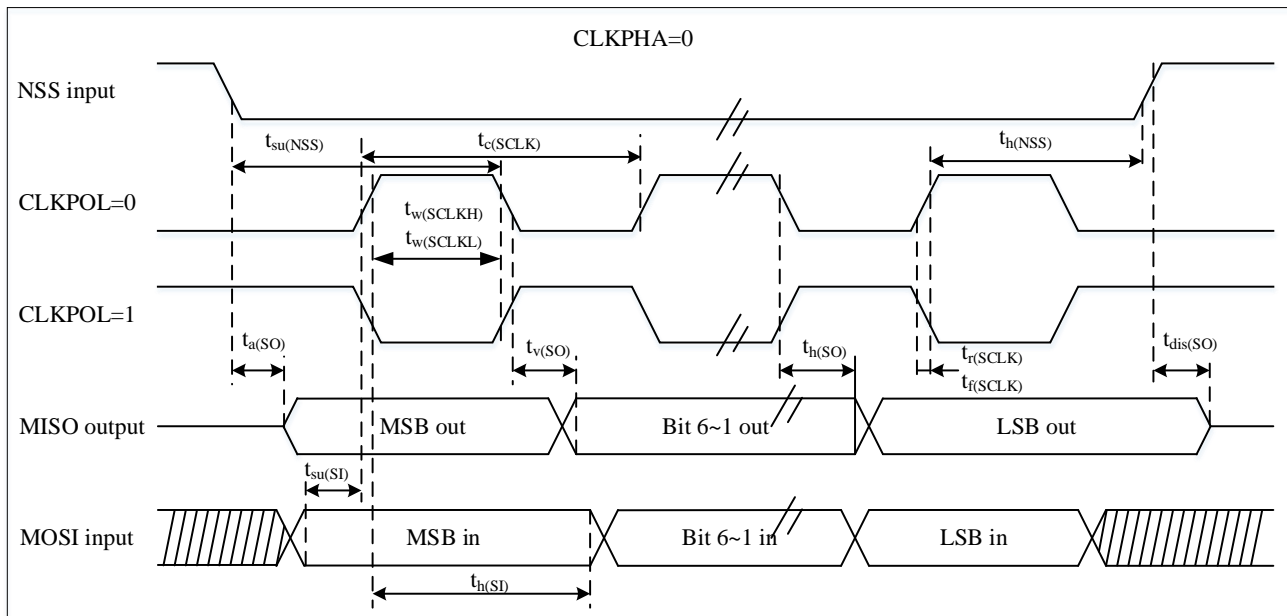 CLKPHA=0
NSS input
tsu(NSS)
tc(SCLK)
th(NSS)
CLKPOL=0
tw(SCLKH)
tw(SCLKL)
CLKPOL=1
ta(SO)
tv(SO)
th(SO)
tr(SCLK)
tf(SCLK)
tdis(SO)
MISO output
MSB out
Bit 6~1 out
LSB out
tsu(SI)
MOSI input
MSB in
Bit 6~1 in
LSB in
th(SI)